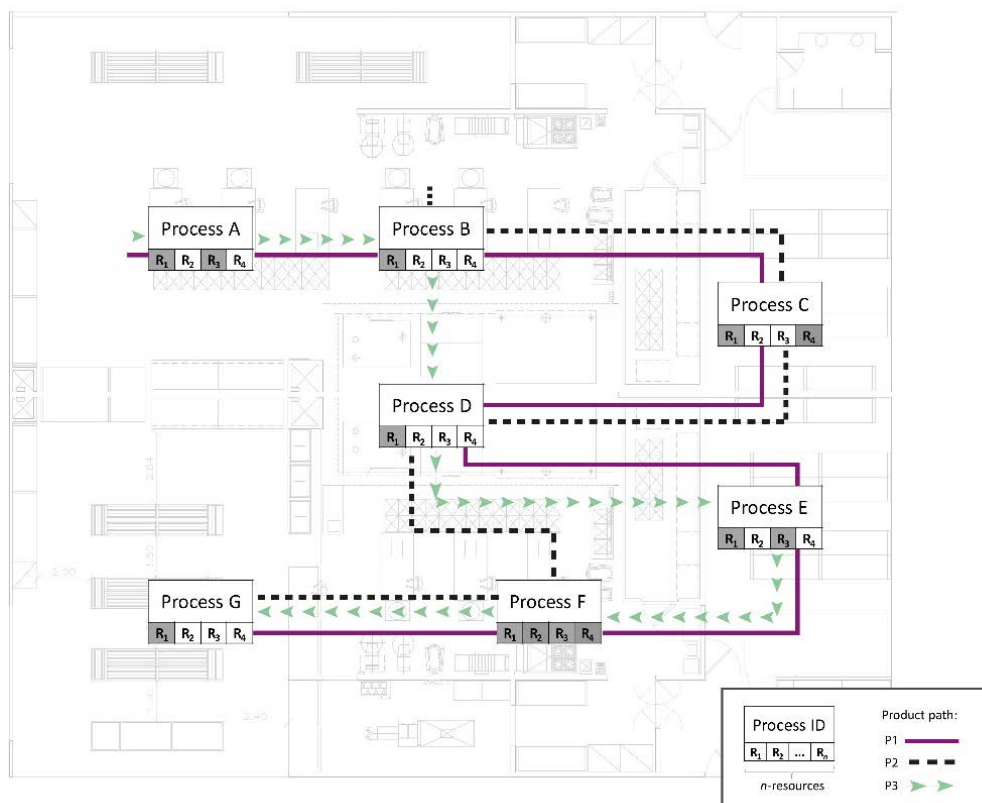 Process A
R1 R2 R3 R4
Process B
R1 R2 R3 R4
Process C
R1 R2 R3 R4
Process D
R1 R2 R3 R4
2.84
Process E
R1 R2 R3 R4
1.50
2.00
Process G
R1 R2 R3 R4
Process F
R1 R2 R3 R4
2.40
Process ID
R1 R2 ... Rn
n-resources
Product path:
P1
P2
P3